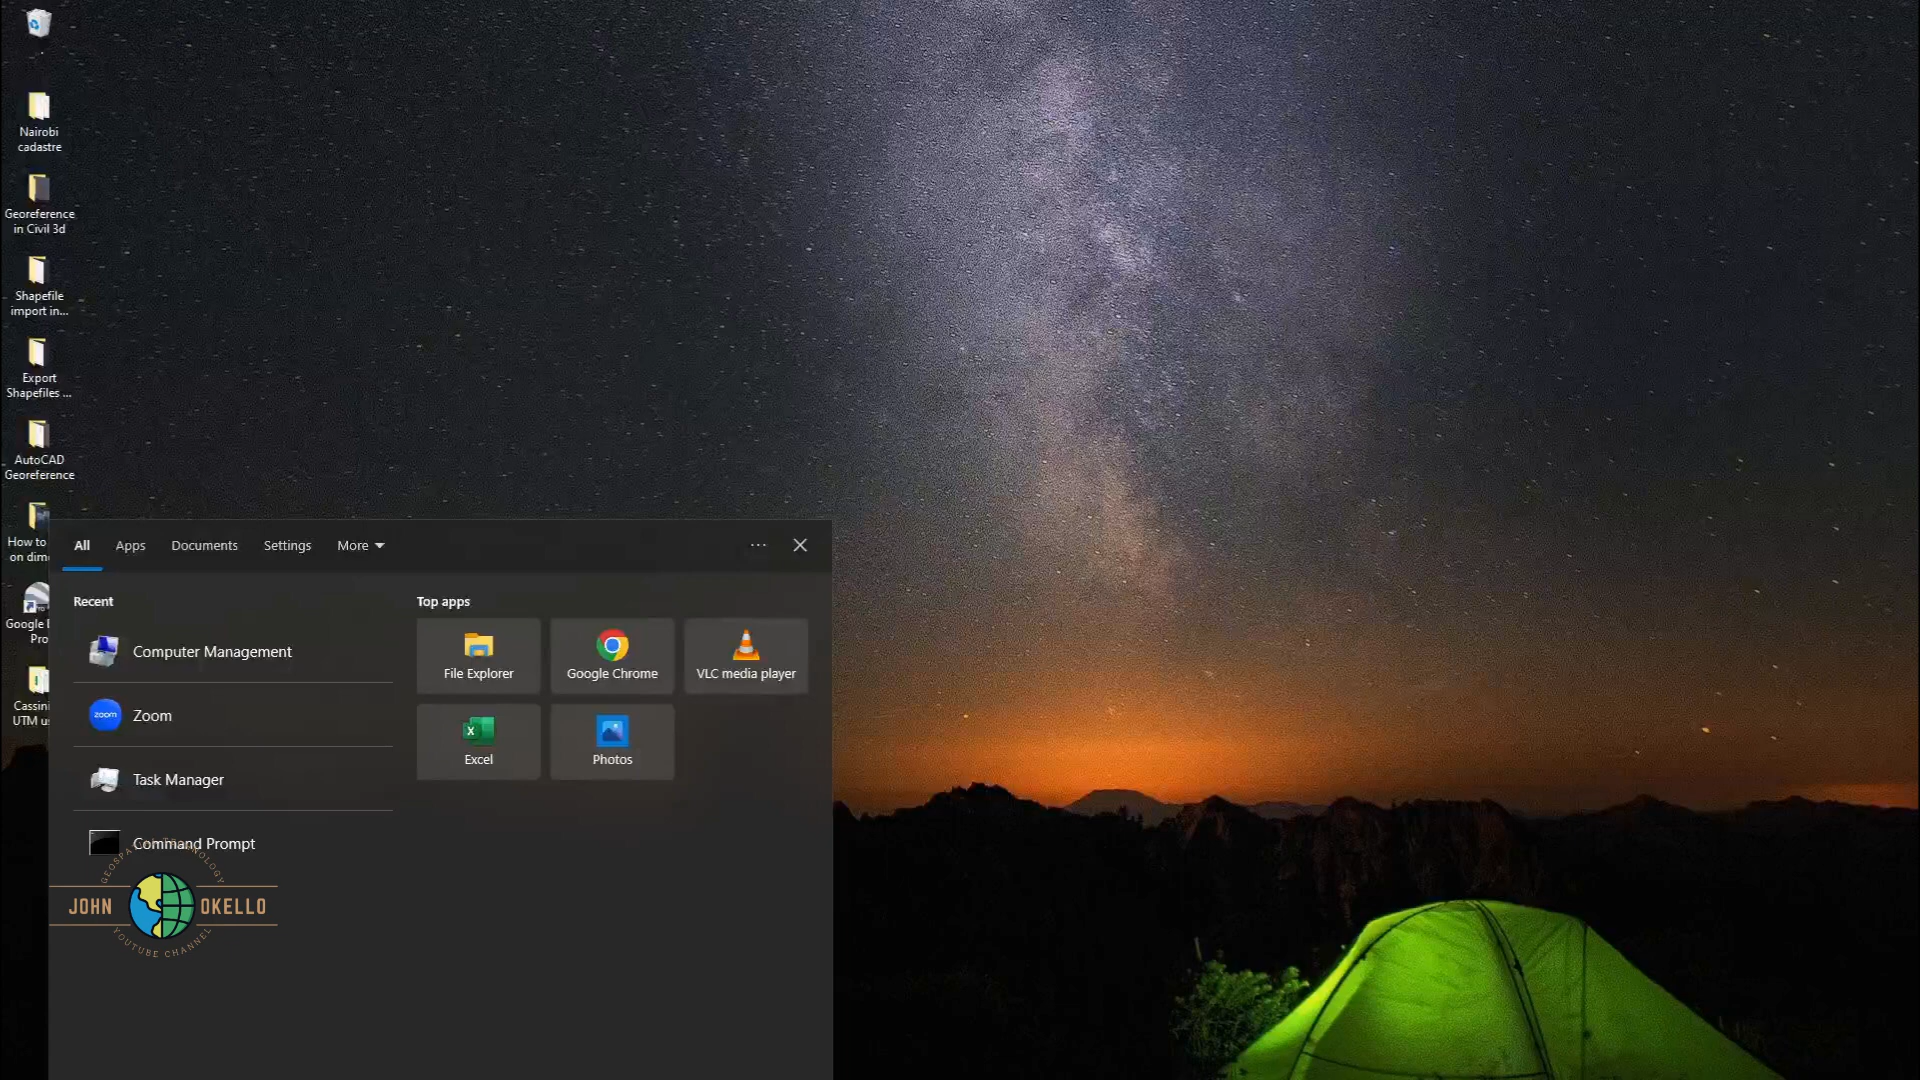 Nairobi
cadastre
Georeference
in Civil 3d
Shapefile
import in...
Export
Shapefiles ...
AutoCAD
Georeference
How to
on dim
Google
Pro
Cassini
UTM
All
Apps
Documents
Settings
More
Recent
Computer Management
Zoom
Task Manager
Command Prompt
Top apps
File Explorer
Google Chrome
VLC media player
Excel
Photos
zoom
JOHN OKELLO
YOUTUBE CHANNEL